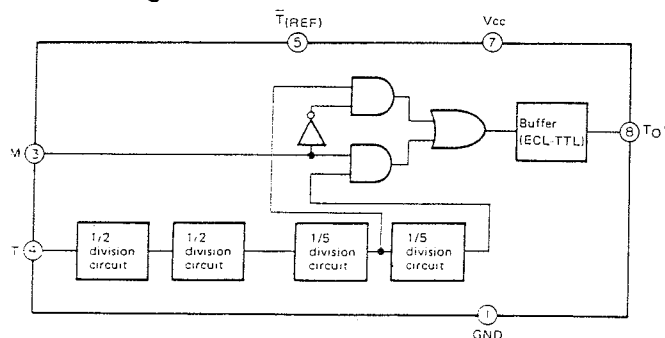 T̅(REF)
5
Vcc
7
M
3
Buffer
(ECL-TTL)
8
TO
T
4
1/2
division
circuit
1/2
division
circuit
1/5
division
circuit
1/5
division
circuit
1
GND